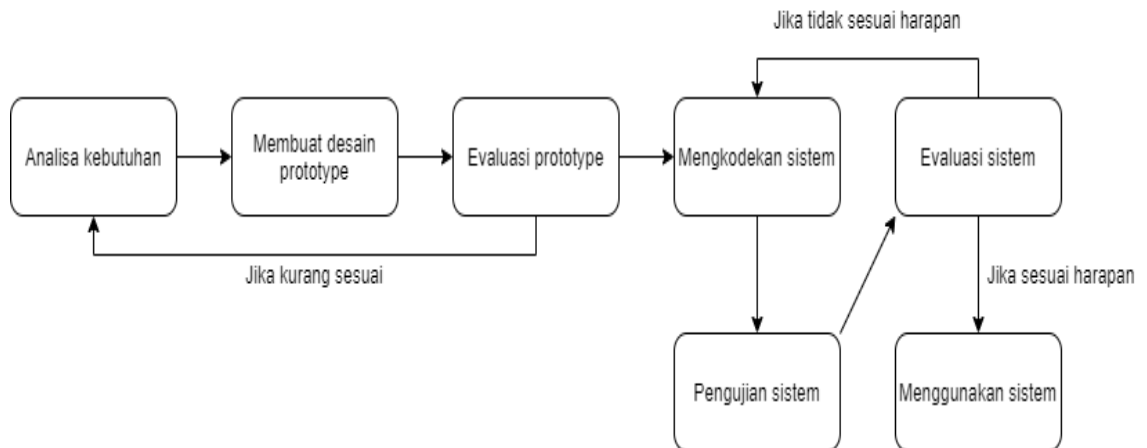 Jika tidak sesuai harapan
Analisa kebutuhan
Membuat desain
prototype
Evaluasi prototype
Mengkodekan sistem
Evaluasi sistem
Jika kurang sesuai
Jika sesuai harapan
Pengujian sistem
Menggunakan sistem